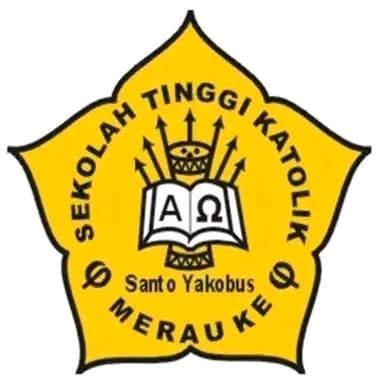 SEKOLAH TINGGI KATOLIK
A Ω
Santo Yakobus
φ MERAUKE φ